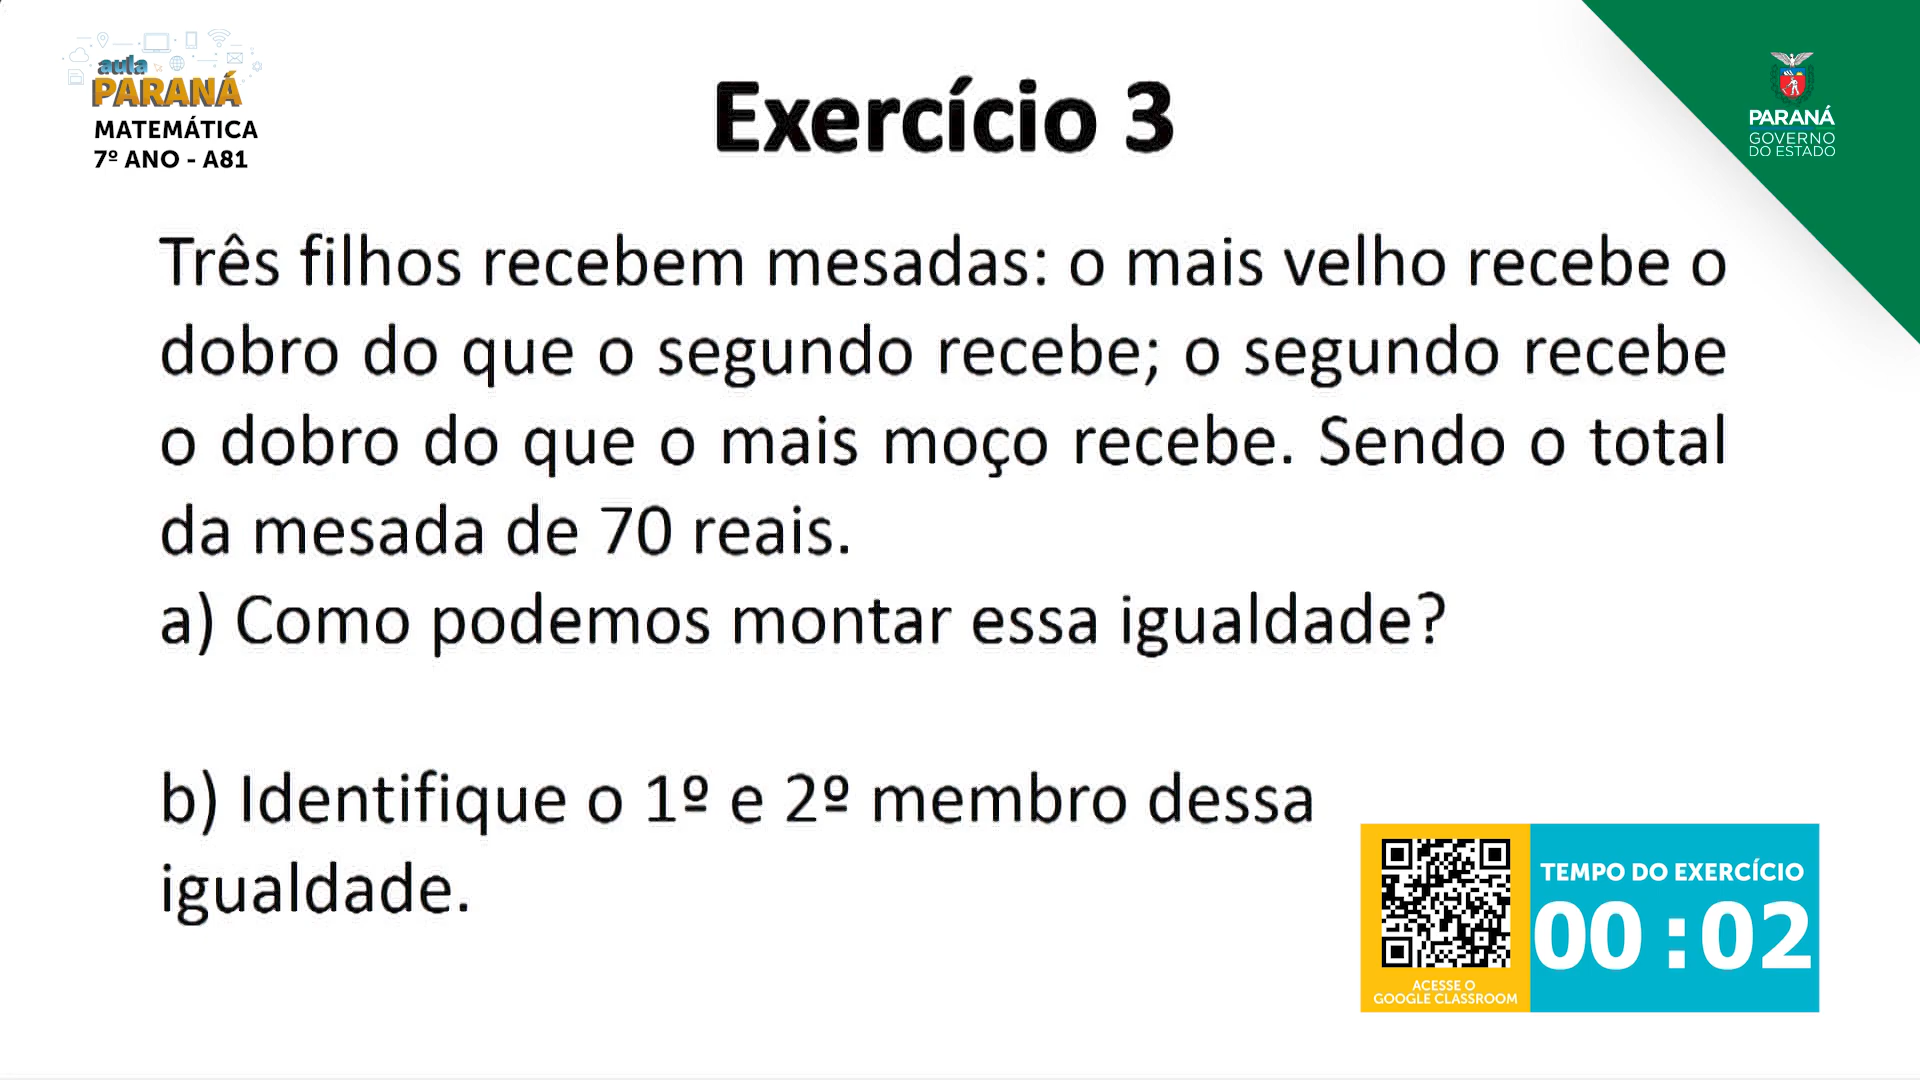 aula
PARANÁ
MATEMÁTICA
7º ANO - A81
Exercício 3
PARANÁ
GOVERNO
DO ESTADO
Três filhos recebem mesadas: o mais velho recebe o
dobro do que o segundo recebe; o segundo recebe
o dobro do que o mais moço recebe. Sendo o total
da mesada de 70 reais.
a) Como podemos montar essa igualdade?
b) Identifique o 1º e 2º membro dessa
igualdade.
TEMPO DO EXERCÍCIO
00 :02
ACESSE O
GOOGLE CLASSROOM